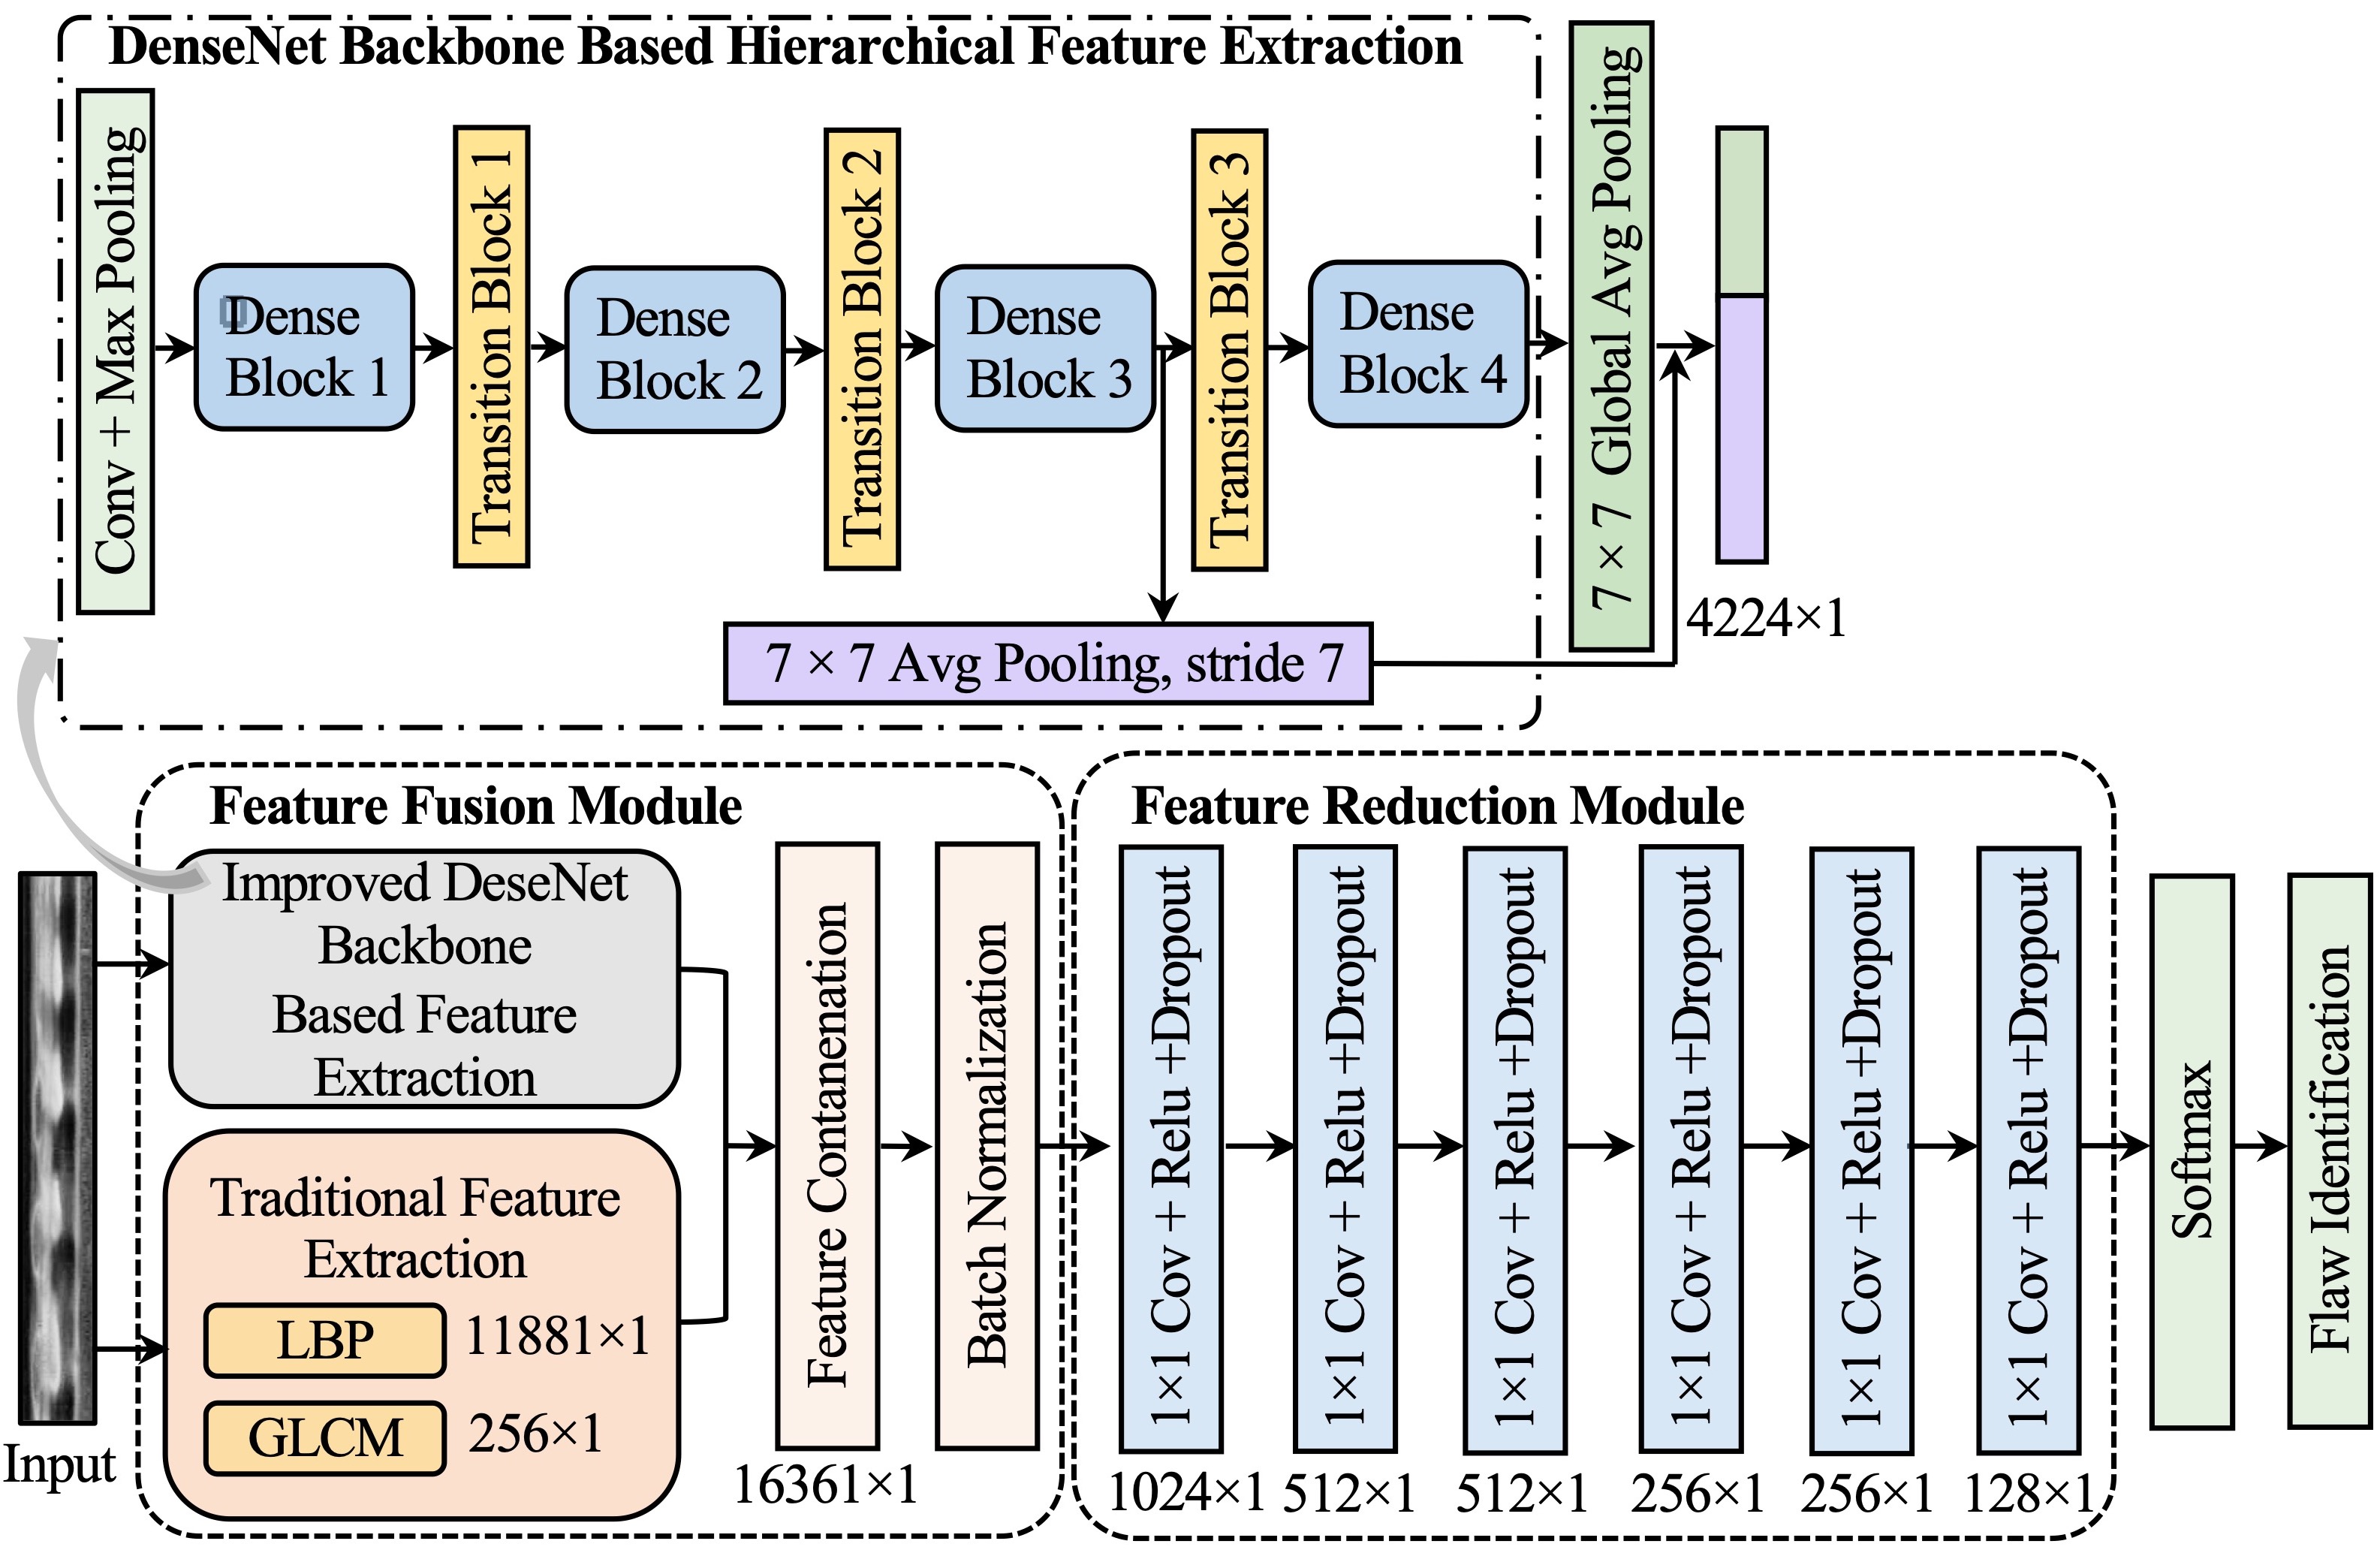 DenseNet Backbone Based Hierarchical Feature Extraction
Conv + Max Pooling
Dense
Block 1
Transition Block 1
Dense
Block 2
Transition Block 2
Dense
Block 3
Transition Block 3
Dense
Block 4
7 × 7 Global Avg Pooling
4224×1
7 × 7 Avg Pooling, stride 7
Feature Fusion Module
Improved DeseNet
Backbone
Based Feature
Extraction
Traditional Feature
Extraction
LBP
11881×1
GLCM
256×1
Input
Feature Contanenation
16361×1
Batch Normalization
Feature Reduction Module
1×1 Cov + Relu +Dropout
1024×1
1×1 Cov + Relu +Dropout
512×1
1×1 Cov + Relu +Dropout
512×1
1×1 Cov + Relu +Dropout
256×1
1×1 Cov + Relu +Dropout
256×1
1×1 Cov + Relu +Dropout
128×1
Softmax
Flaw Identification